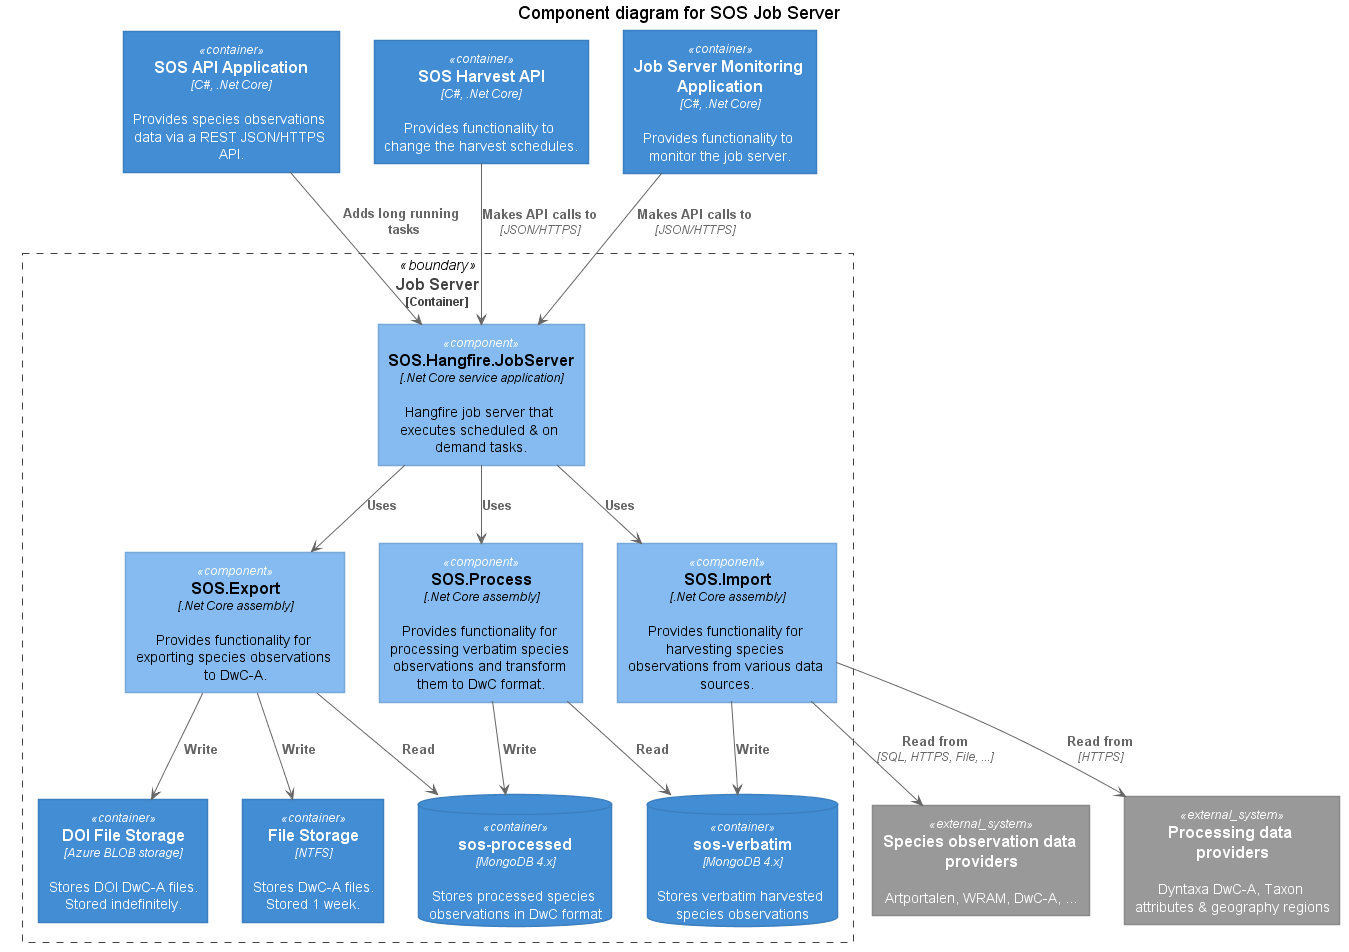 Component diagram for SOS Job Server
«container»
SOS API Application
[C#, .Net Core]
Provides species observations
data via a REST JSON/HTTPS
API.
«container»
SOS Harvest API
[C#, .Net Core]
Provides functionality to
change the harvest schedules.
«container»
Job Server Monitoring
Application
[C#, .Net Core]
Provides functionality to
monitor the job server.
Adds long running
tasks
Makes API calls to
[JSON/HTTPS]
Makes API calls to
[JSON/HTTPS]
«boundary»
Job Server
[Container]
«component»
SOS.Hangfire.JobServer
[.Net Core service application]
Hangfire job server that
executes scheduled & on
demand tasks.
Uses
Uses
Uses
«component»
SOS.Export
[.Net Core assembly]
Provides functionality for
exporting species observations
to DwC-A.
«component»
SOS.Process
[.Net Core assembly]
Provides functionality for
processing verbatim species
observations and transform
them to DwC format.
«component»
SOS.Import
[.Net Core assembly]
Provides functionality for
harvesting species
observations from various data
sources.
Write
Write
Read
Write
Read
Write
Read from
[SQL, HTTPS, File, ...]
Read from
[HTTPS]
«container»
DOI File Storage
[Azure BLOB storage]
Stores DOI DwC-A files.
Stored indefinitely.
«container»
File Storage
[NTFS]
Stores DwC-A files.
Stored 1 week.
«container»
sos-processed
[MongoDB 4.x]
Stores processed species
observations in DwC format
«container»
sos-verbatim
[MongoDB 4.x]
Stores verbatim harvested
species observations
«external_system»
Species observation data
providers
Artportalen, WRAM, DwC-A, ...
«external_system»
Processing data
providers
Dyntaxa DwC-A, Taxon
attributes & geography regions